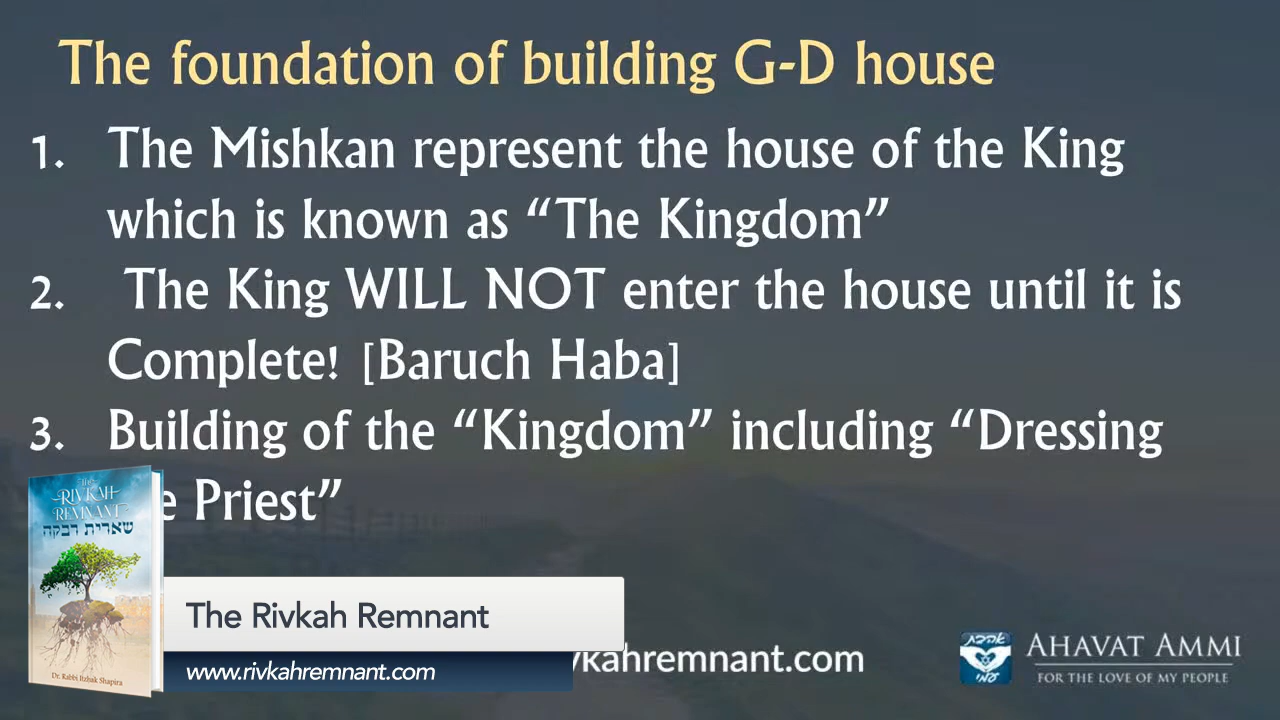 The foundation of building G-D house
1. The Mishkan represent the house of the King
which is known as “The Kingdom”
2. The King WILL NOT enter the house until it is
Complete! [Baruch Haba]
3. Building of the “Kingdom” including “Dressing
e Priest”
The
RIVKAH
REMNANT
שארית רבקה
Dr. Rabbi Itzhak Shapira
The Rivkah Remnant
www.rivkahremnant.com
vkahremnant.com
אהבת
עמי
AHAVAT AMMI
FOR THE LOVE OF MY PEOPLE